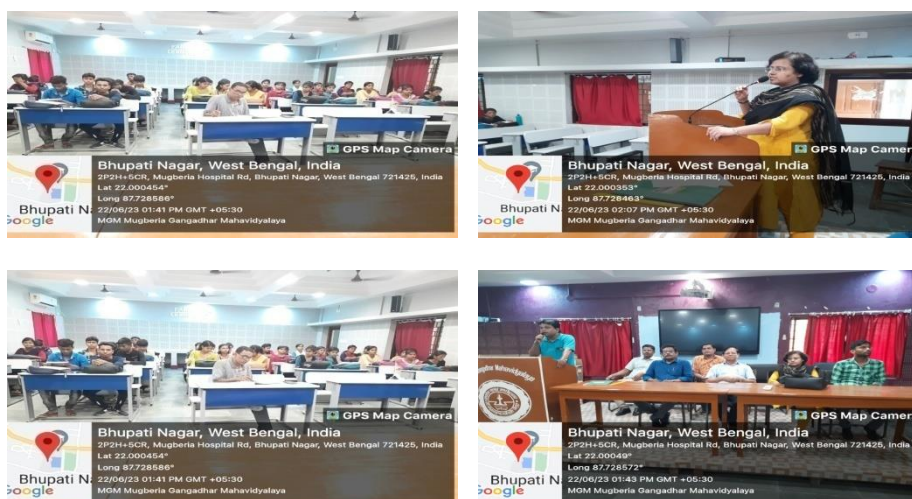 GPS Map Camera
Bhupati Nagar, West Bengal, India
2P2H+5CR, Mugberia Hospital Rd, Bhupati Nagar, West Bengal 721425, India
Lat 22.000454°
Long 87.728586°
22/06/23 01:41 PM GMT +05:30
MGM Mugberia Gangadhar Mahavidyalaya
Bhupati N
Google
GPS Map Camera
Bhupati Nagar, West Bengal, India
2P2H+5CR, Mugberia Hospital Rd, Bhupati Nagar, West Bengal 721425, India
Lat 22.000353°
Long 87.728463°
22/06/23 02:07 PM GMT +05:30
MGM Mugberia Gangadhar Mahavidyalaya
Bhupati N
Google
GPS Map Camera
Bhupati Nagar, West Bengal, India
2P2H+5CR, Mugberia Hospital Rd, Bhupati Nagar, West Bengal 721425, India
Lat 22.000454°
Long 87.728586°
22/06/23 01:41 PM GMT +05:30
MGM Mugberia Gangadhar Mahavidyalaya
Bhupati N
Google
Mahavidyalaya
GPS Map Camer
Bhupati Nagar, West Bengal, India
2P2H+5CR, Mugberia Hospital Rd, Bhupati Nagar, West Bengal 721425, India
Lat 22.00049°
Long 87.728572°
22/06/23 01:43 PM GMT +05:30
MGM Mugberia Gangadhar Mahavidyalaya
Bhupati N
Google